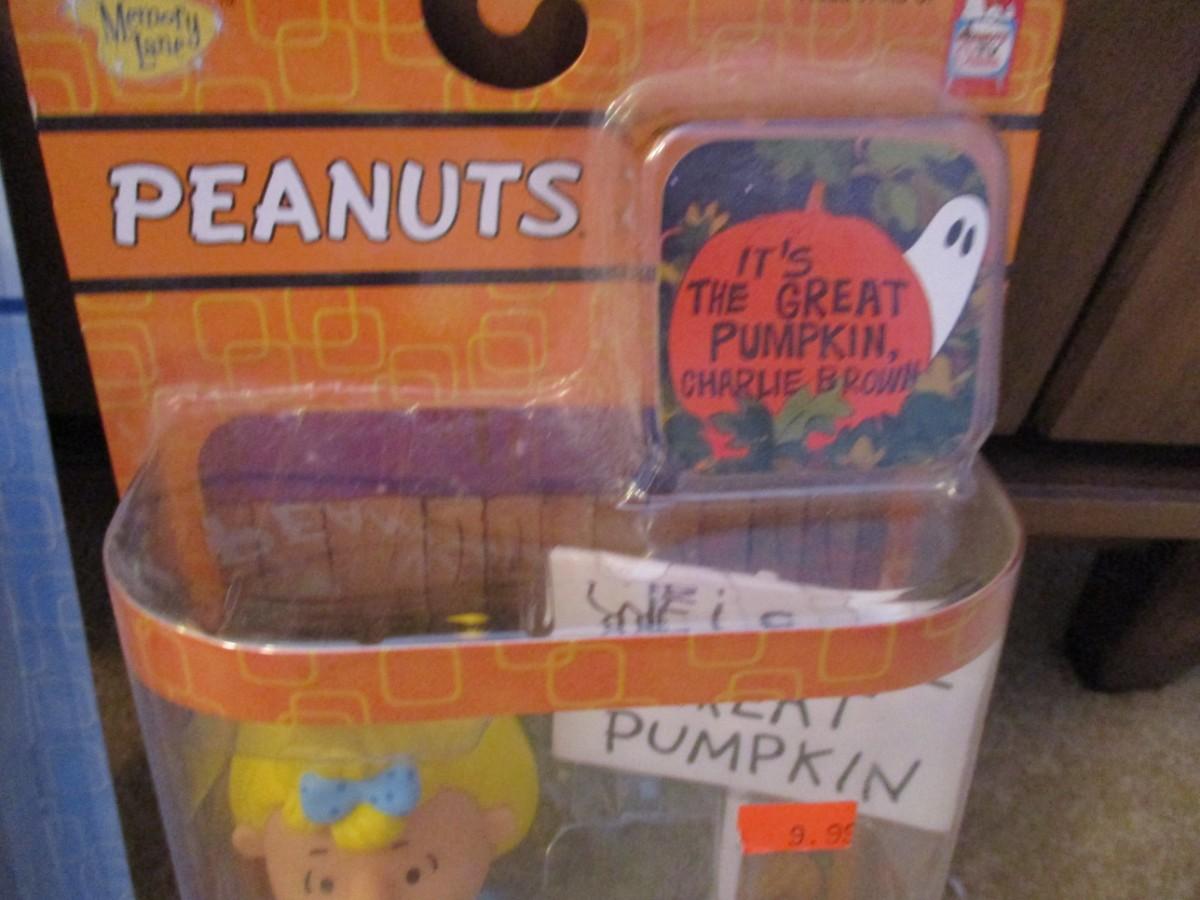 Memory
Lane
PEANUTS
IT'S
THE GREAT
PUMPKIN,
CHARLIE BROWN
PUMPKIN
9.99